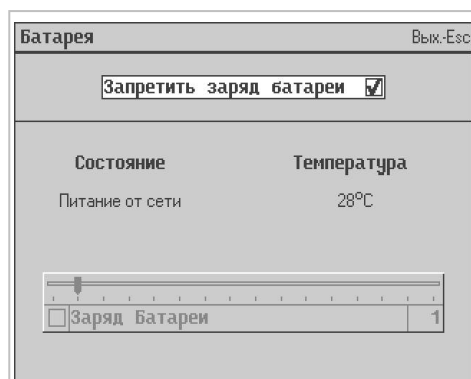 Батарея Вых.-Esc
Запретить заряд батареи
Состояние Температура
Питание от сети 28°C
Заряд Батареи 1